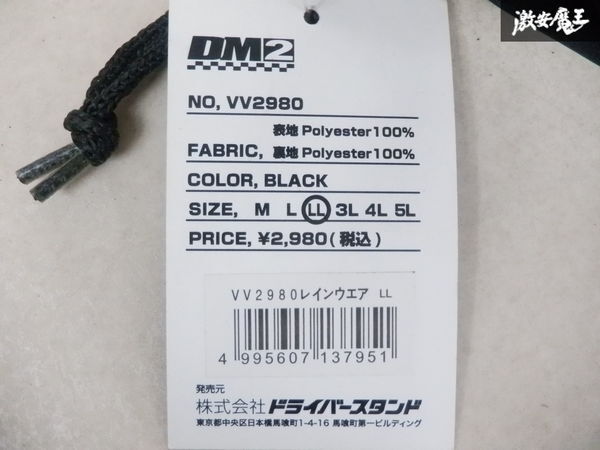 激安魔王
DM2
NO, VV2980
表地 Polyester100%
FABRIC, 裏地 Polyester100%
COLOR, BLACK
SIZE, M L LL 3L 4L 5L
PRICE, ¥2,980(税込)
VV2980レインウエア LL
4 995607 137951
発売元
株式会社ドライバースタンド
東京都中央区日本橋馬喰町1-4-16 馬喰町第一ビルディング